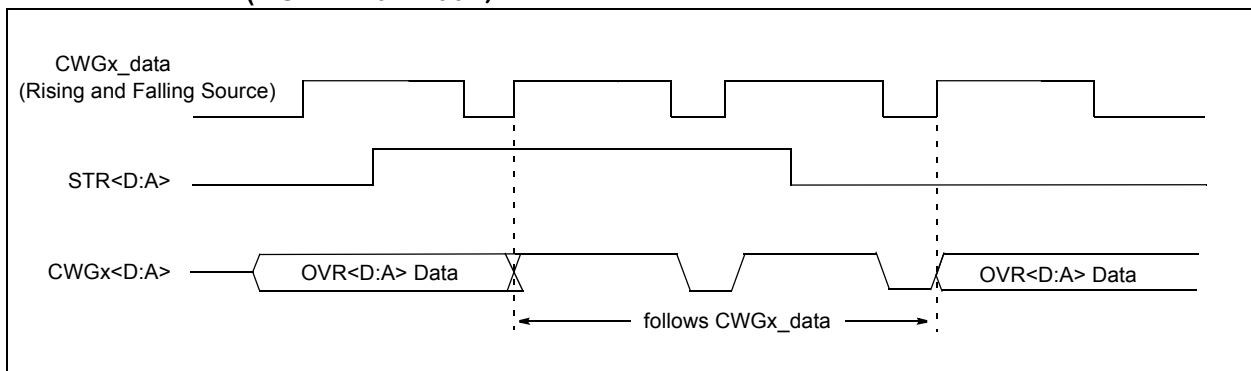 CWGx_data
(Rising and Falling Source)
STR<D:A>
CWGx<D:A>
OVR<D:A> Data
OVR<D:A> Data
follows CWGx_data